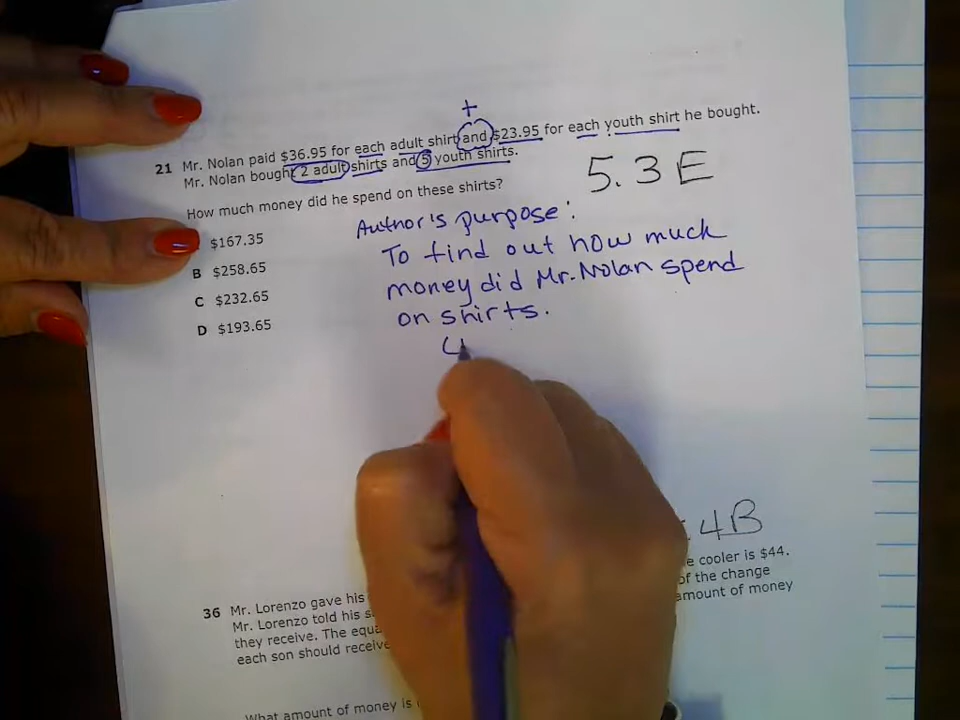 +
21 Mr. Nolan paid $36.95 for each adult shirt and $23.95 for each youth shirt he bought.
Mr. Nolan bought 2 adult shirts and 5 youth shirts.
5.3E
How much money did he spend on these shirts?
$167.35
B $258.65
C $232.65
D $193.65
Author's purpose:
To find out how much
money did Mr. Nolan spend
on shirts.
4B
36 Mr. Lorenzo gave his
e cooler is $44.
Mr. Lorenzo told his s
of the change
they receive. The equa
amount of money
each son should receive
What amount of money is